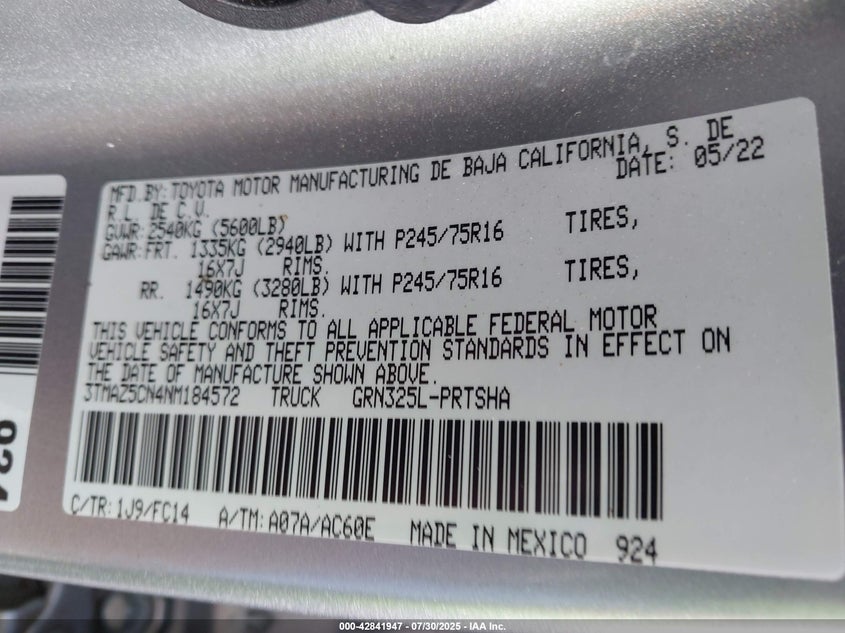 MFD.BY:TOYOTA MOTOR MANUFACTURING DE BAJA CALIFORNIA, S. DE
R.L. DE C.V. DATE: 05/22
GVWR:2540KG (5600LB)
GAWR:FRT. 1335KG (2940LB) WITH P245/75R16 TIRES,
16X7J RIMS.
RR. 1490KG (3280LB) WITH P245/75R16 TIRES,
16X7J RIMS.
THIS VEHICLE CONFORMS TO ALL APPLICABLE FEDERAL MOTOR
VEHICLE SAFETY AND THEFT PREVENTION STANDARDS IN EFFECT ON
THE DATE OF MANUFACTURE SHOWN ABOVE.
3TMAZ5CN4NM184572 TRUCK GRN325L-PRTSHA
C/TR:1J9/FC14 A/TM:A07A/AC60E MADE IN MEXICO 924
924
000-42841947 - 07/30/2025 - IAA Inc.